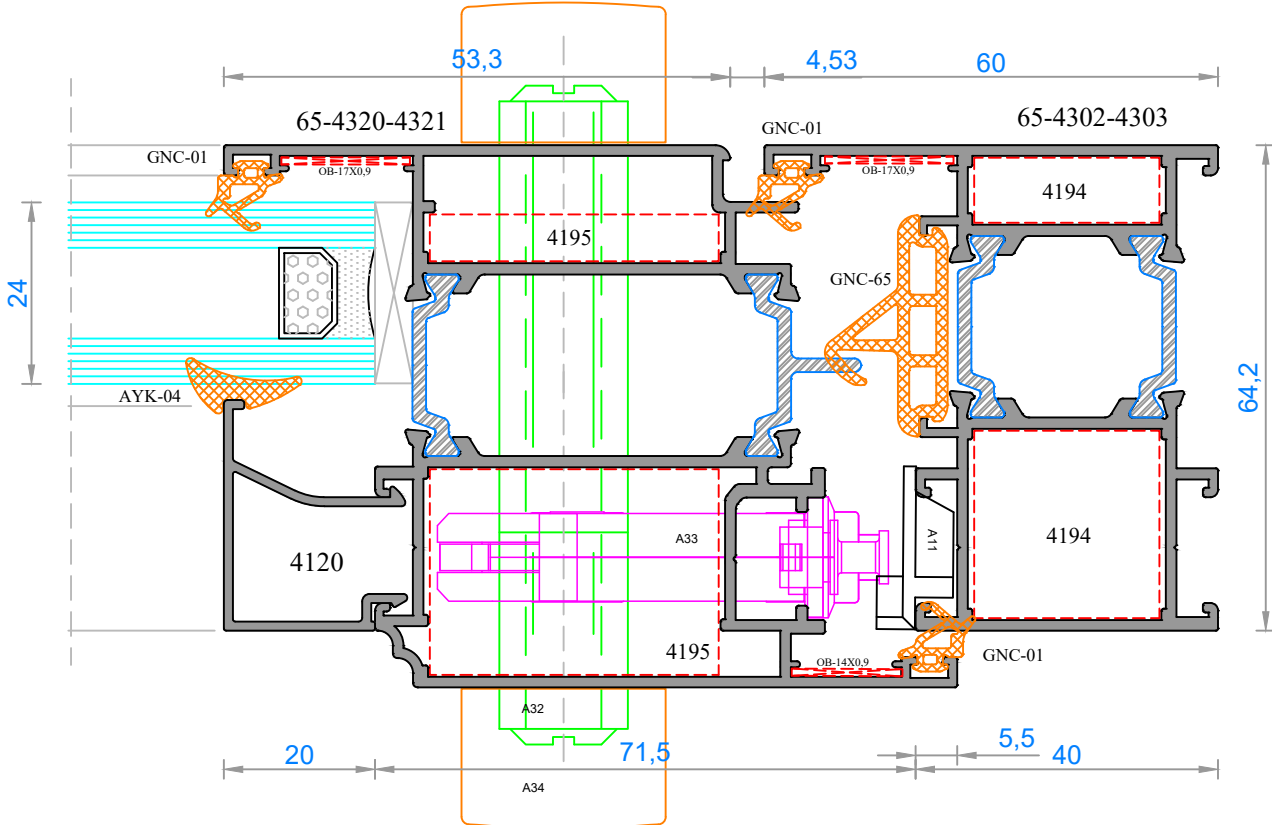 53,3
4,53
60
65-4320-4321
GNC-01
65-4302-4303
GNC-01
OB-17X0,9
OB-17X0,9
4194
4195
24
GNC-65
AYK-04
64,2
A33
A11
4194
4120
4195
OB-14X0,9
GNC-01
A32
20
71,5
5,5
40
A34